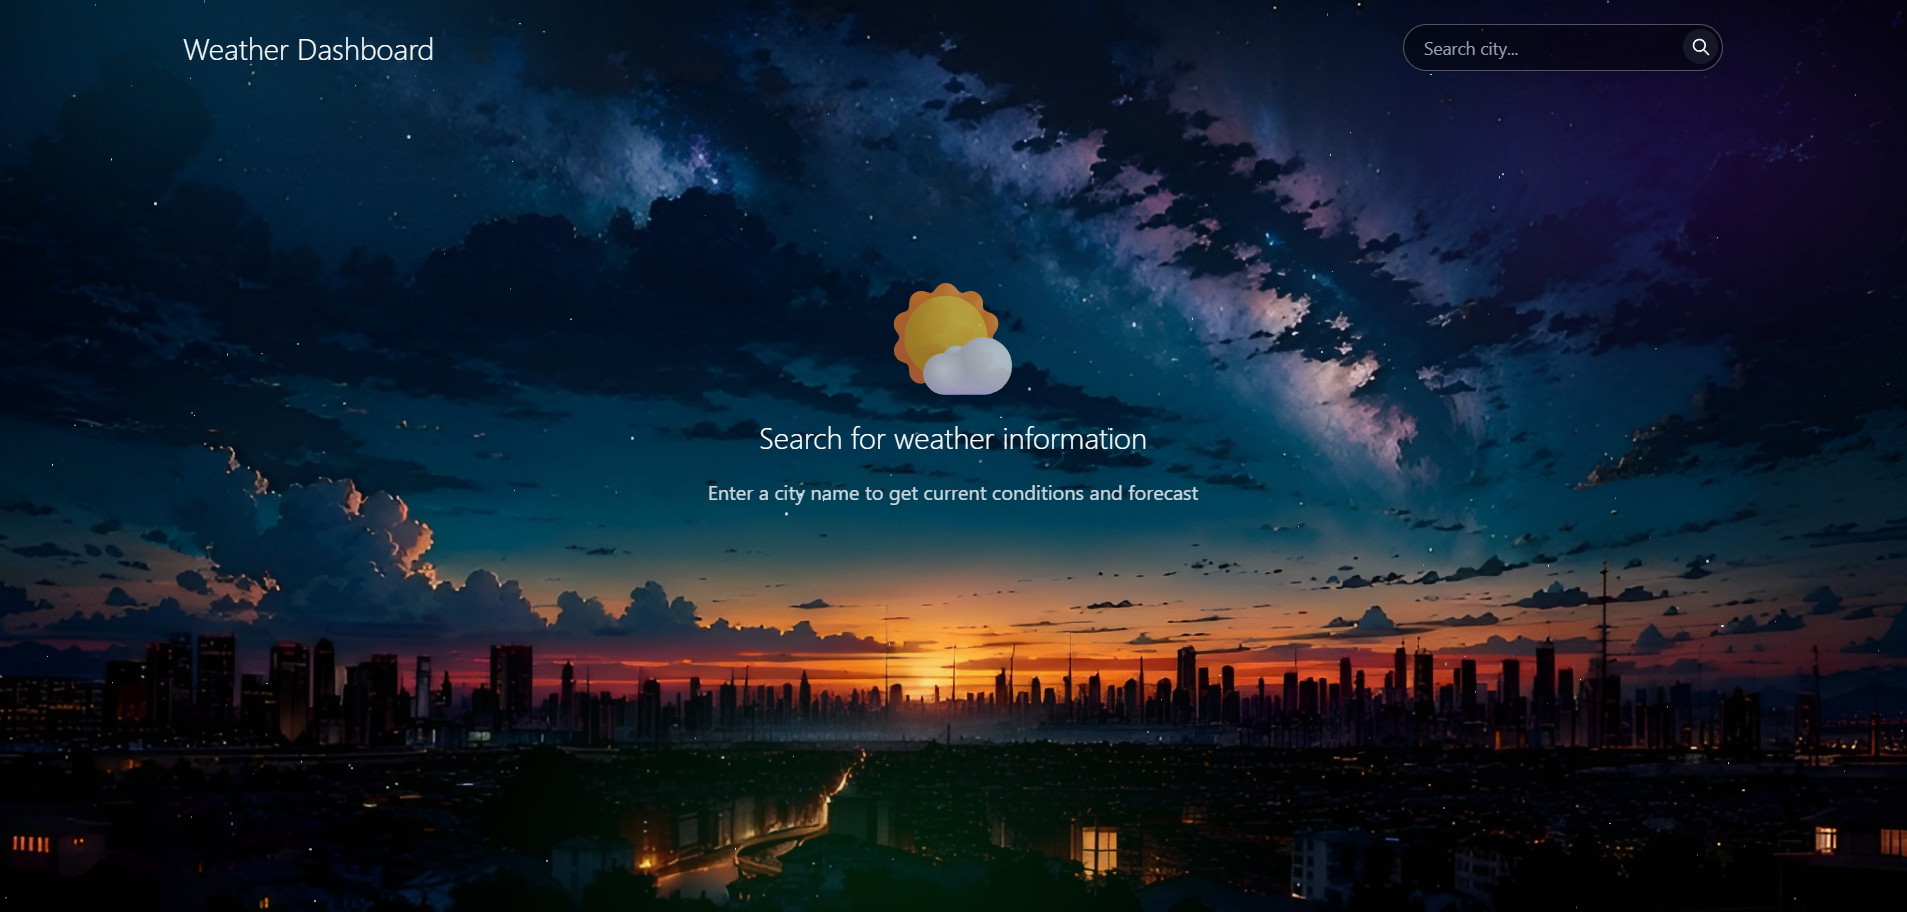 Weather Dashboard
Search city...
Search for weather information
Enter a city name to get current conditions and forecast